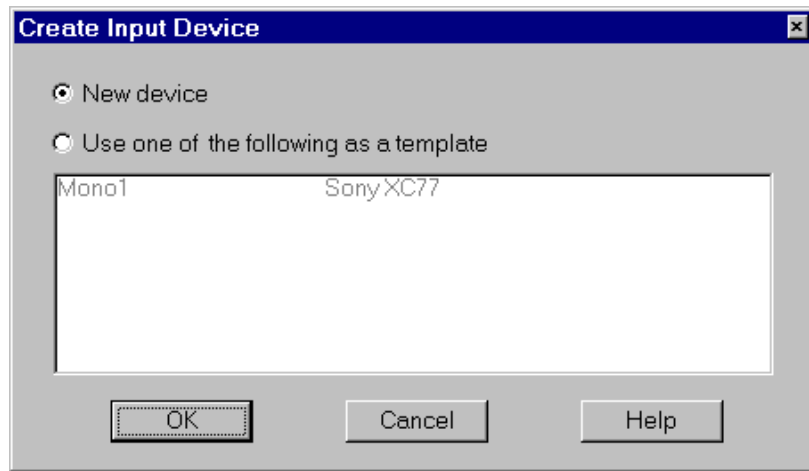 Create Input Device
New device
Use one of the following as a template
Mono1 Sony XC77
OK Cancel Help